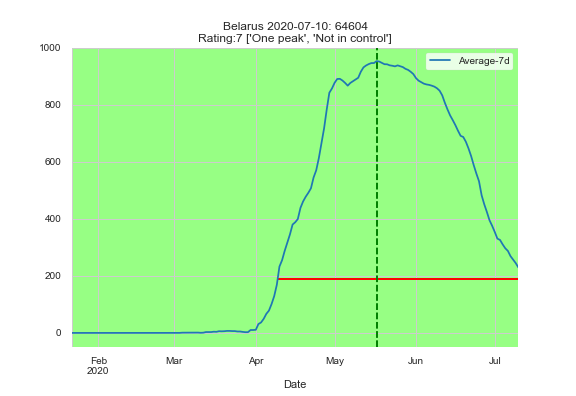 Belarus 2020-07-10: 64604
Rating:7 ['One peak', 'Not in control']
1000
Average-7d
800
600
400
200
0
Feb Mar Apr May Jun Jul
2020
Date